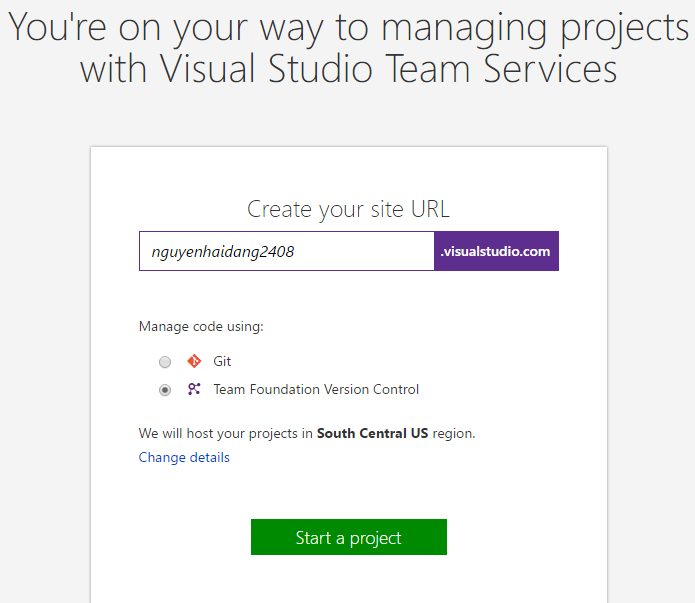 You're on your way to managing projects
with Visual Studio Team Services
Create your site URL
nguyenhaidang2408 .visualstudio.com
Manage code using:
Git
Team Foundation Version Control
We will host your projects in South Central US region.
Change details
Start a project